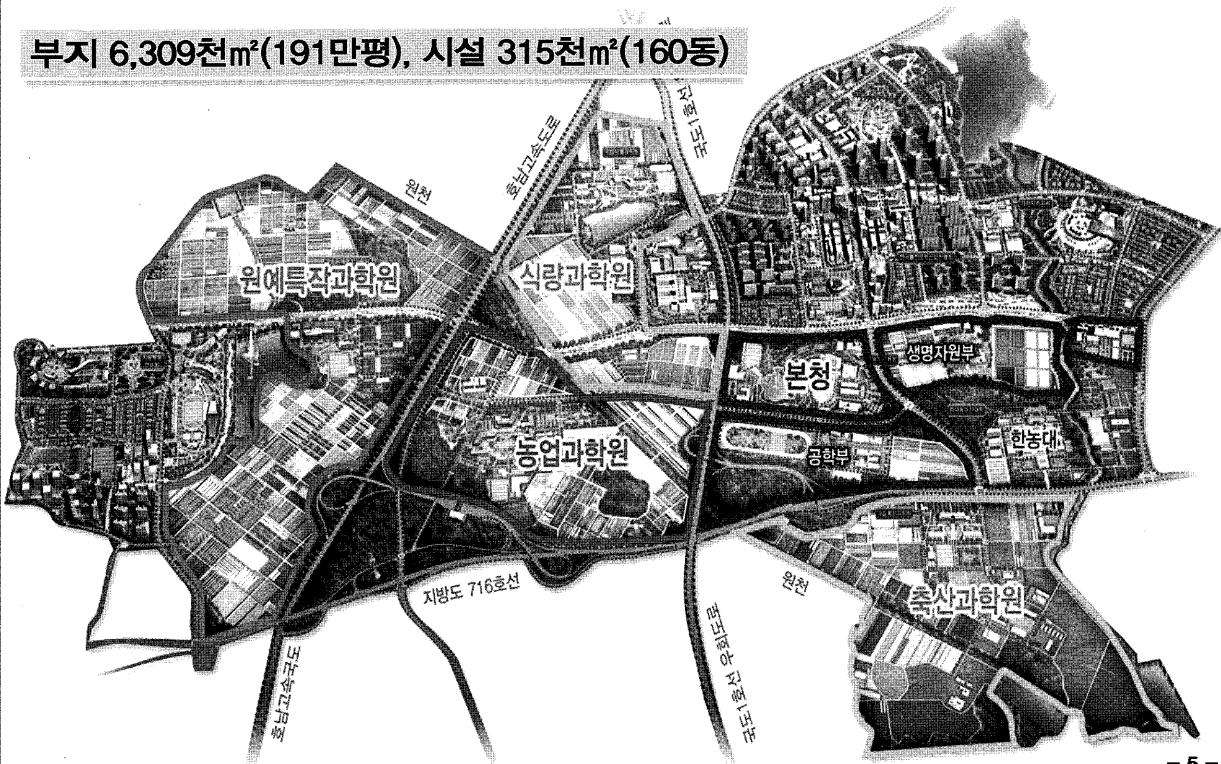 부지 6,309천㎡(191만평), 시설 315천㎡(160동)
국도1호선
호남고속도로
원천
원예특작과학원
식량과학원
본청
생명자원부
농업과학원
공학부
한농대
지방도 716호선
원천
축산과학원
호남고속도로
국도1호선 우회도로
- 5 -